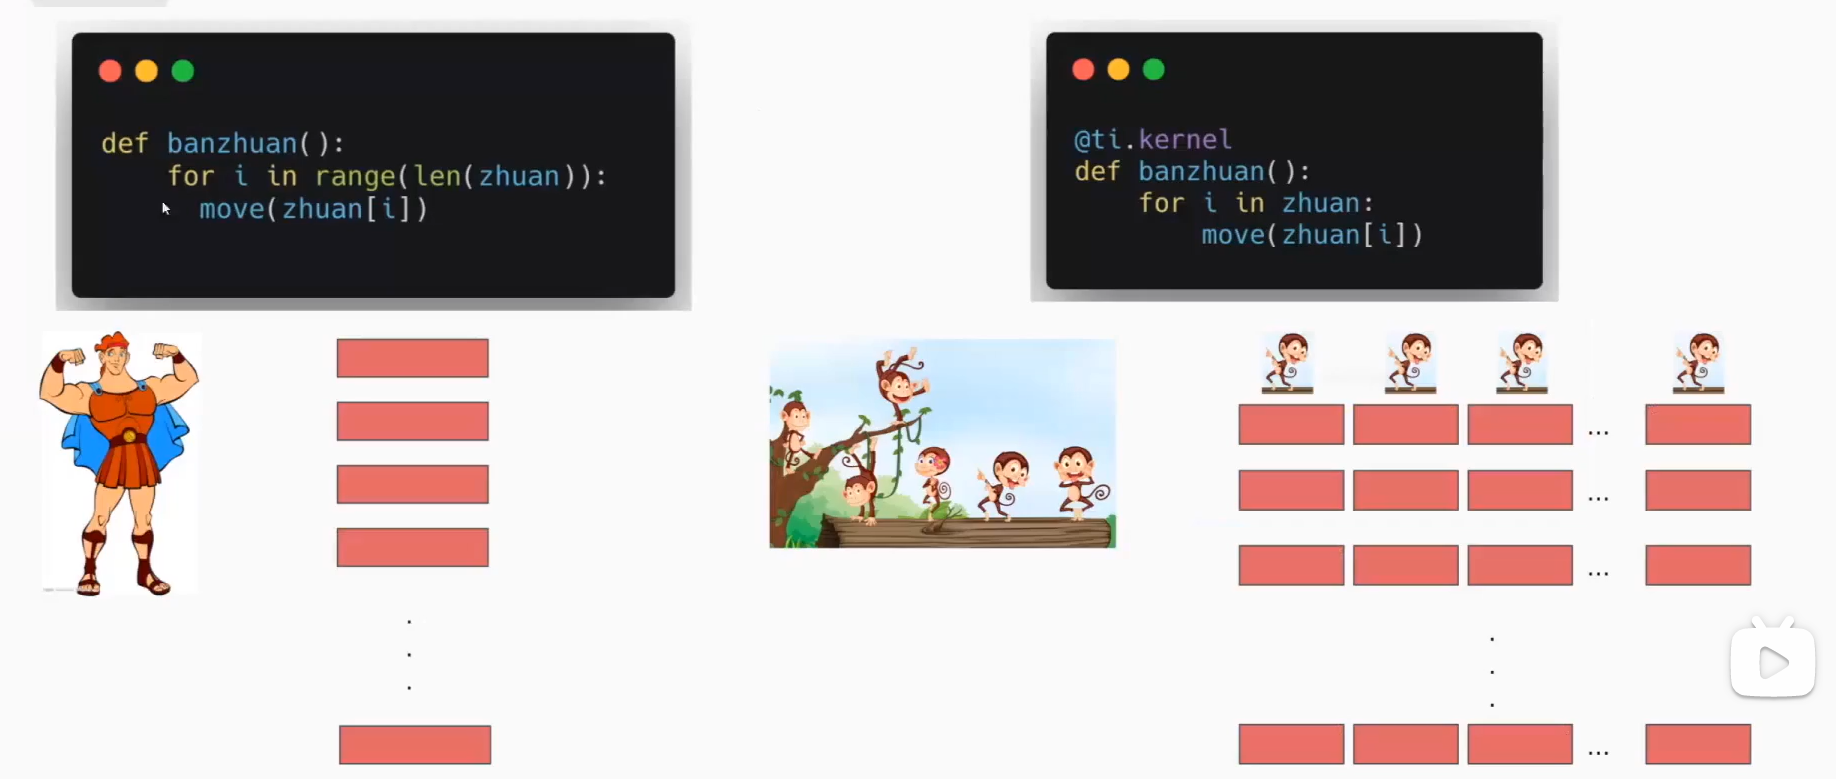 def banzhuan():
for i in range(len(zhuan)):
move(zhuan[i])
@ti.kernel
def banzhuan():
for i in zhuan:
move(zhuan[i])
...
...
...
.
.
.
.
.
.
...